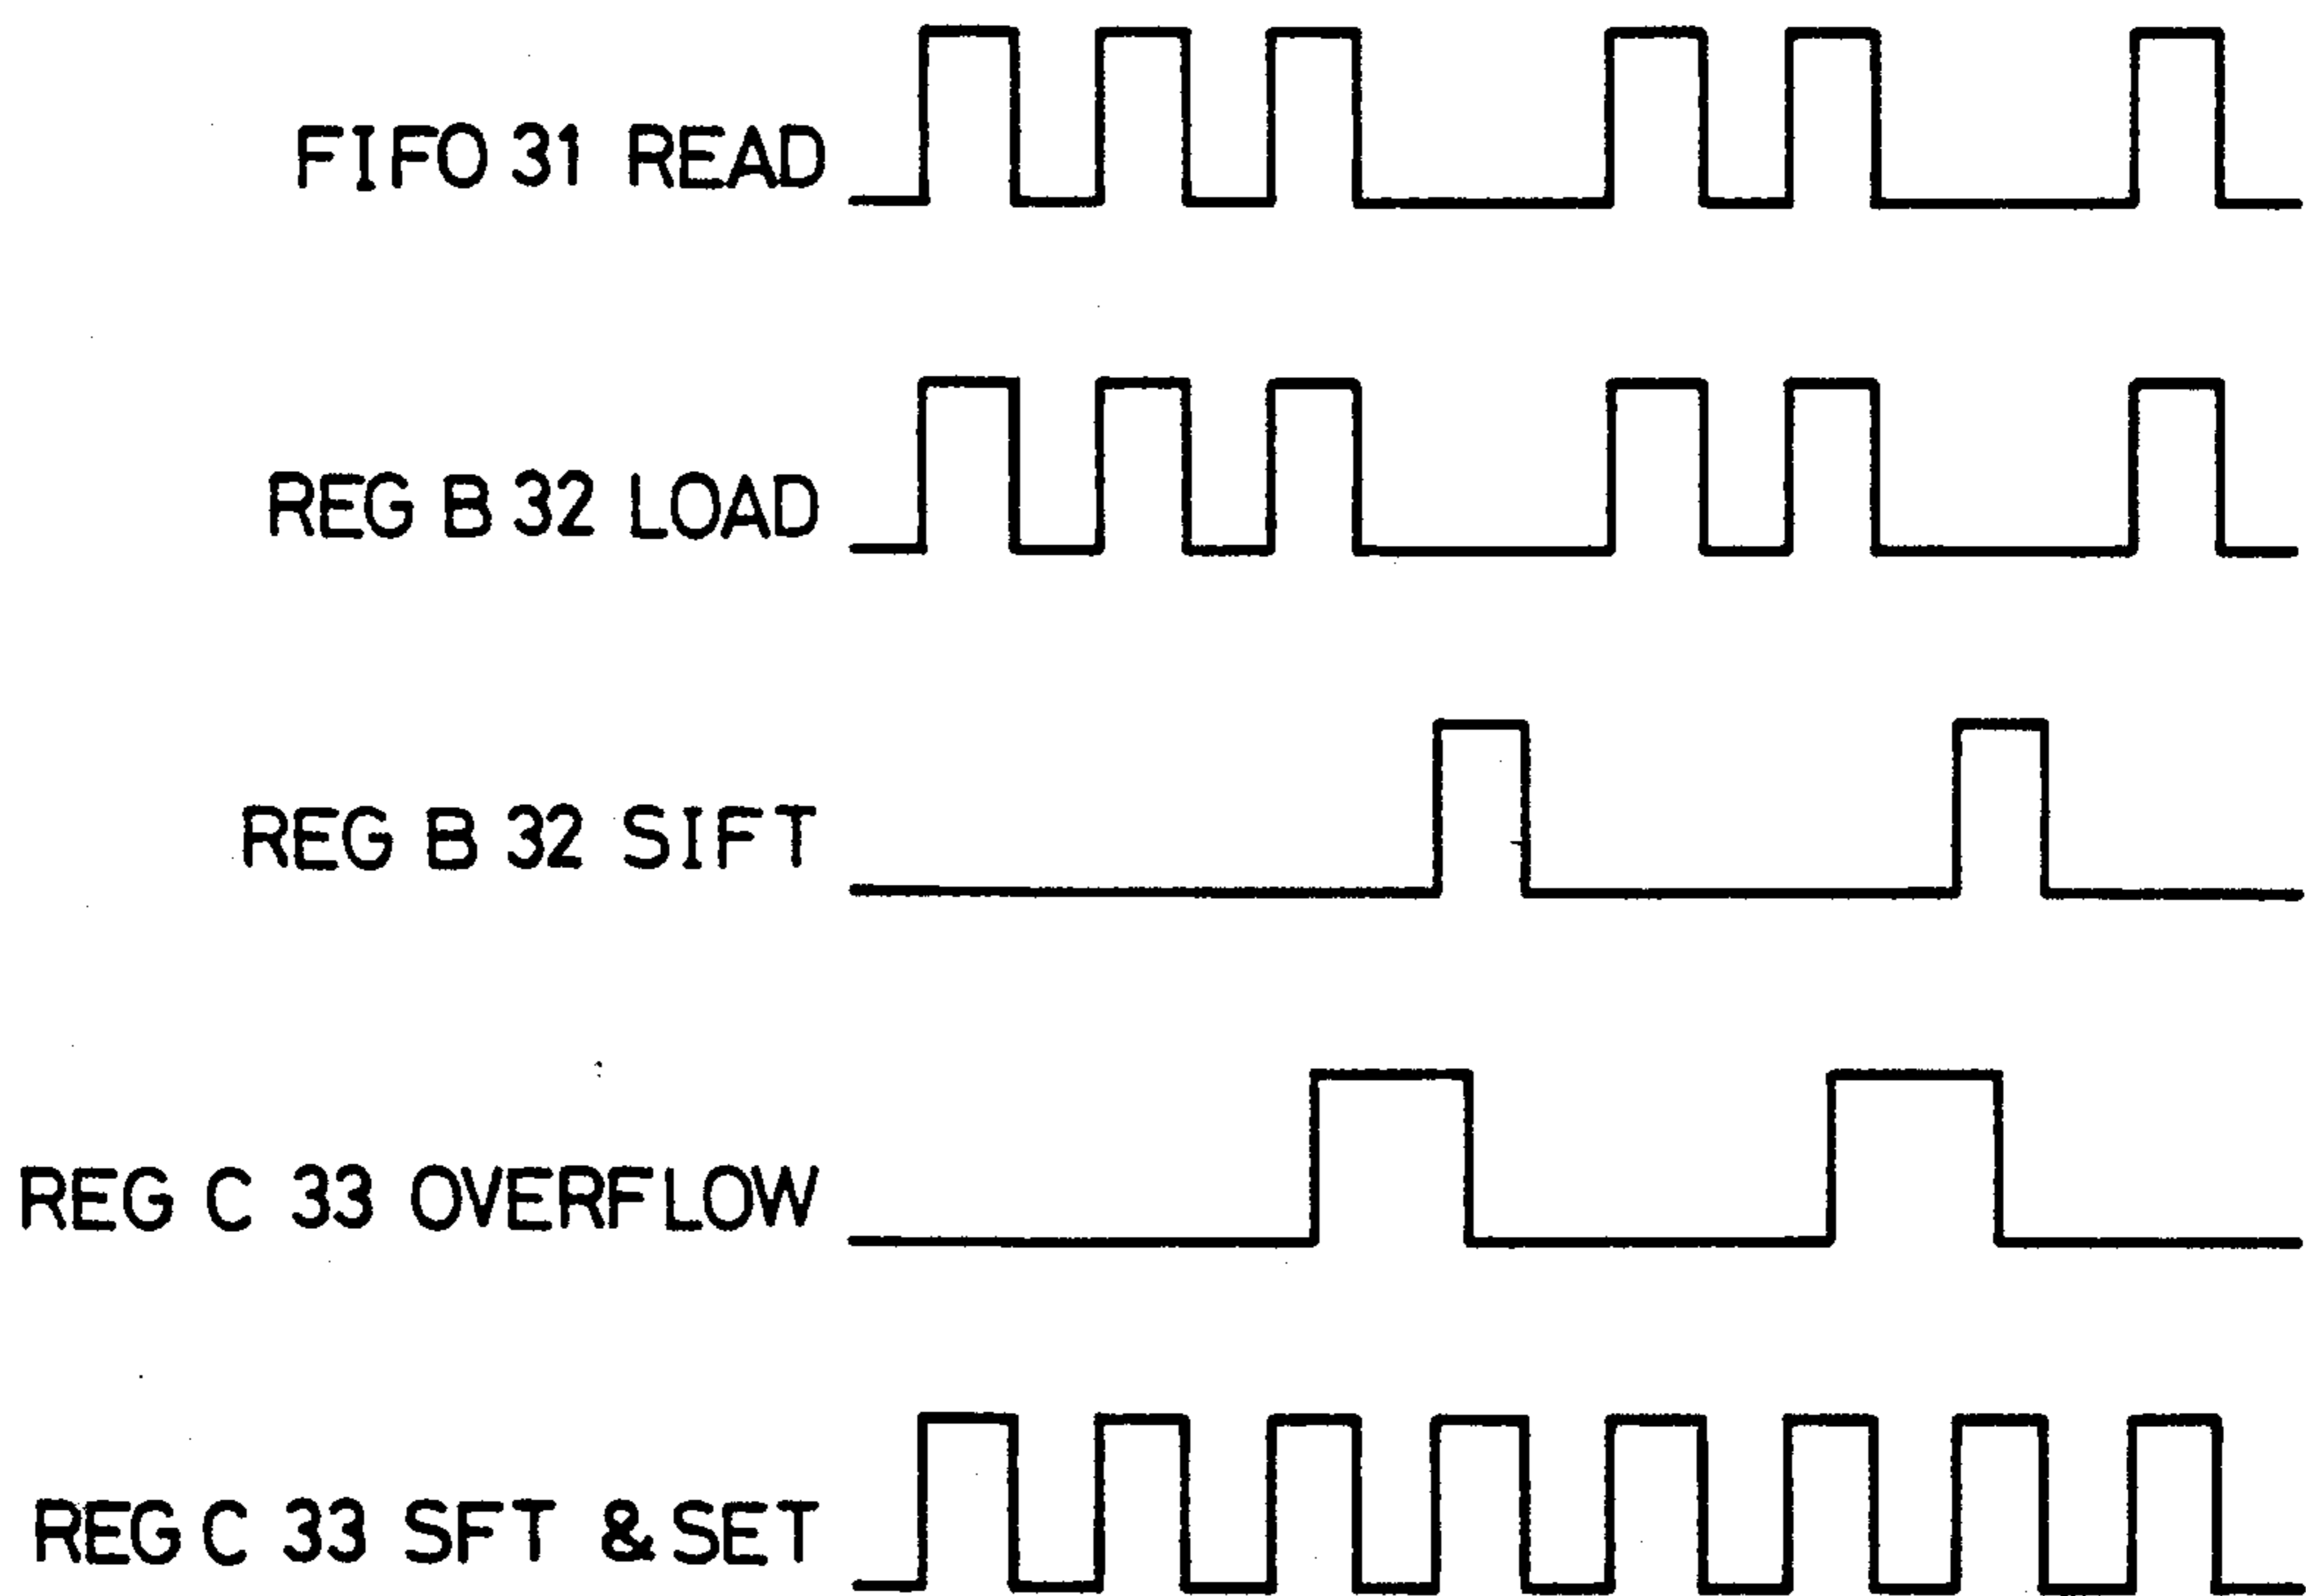 FIFO 31 READ
REG B 32 LOAD
REG B 32 SIFT
REG C 33 OVERFLOW
REG C 33 SFT & SET